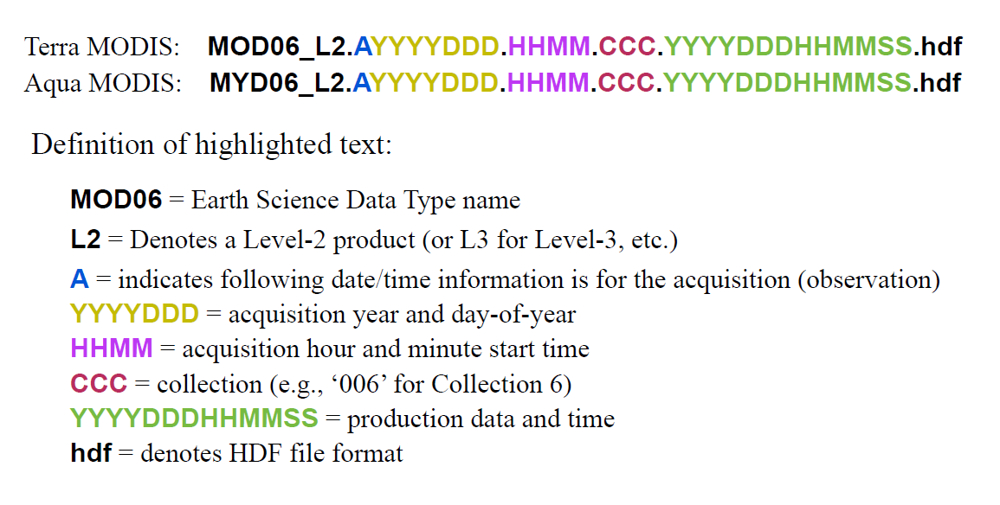 Terra MODIS: MOD06_L2.AYYYYDDD.HHMM.CCC.YYYYDDDHHMMSS.hdf
Aqua MODIS: MYD06_L2.AYYYYDDD.HHMM.CCC.YYYYDDDHHMMSS.hdf
Definition of highlighted text:
MOD06 = Earth Science Data Type name
L2 = Denotes a Level-2 product (or L3 for Level-3, etc.)
A = indicates following date/time information is for the acquisition (observation)
YYYYDDD = acquisition year and day-of-year
HHMM = acquisition hour and minute start time
CCC = collection (e.g., ‘006’ for Collection 6)
YYYYDDDHHMMSS = production data and time
hdf = denotes HDF file format